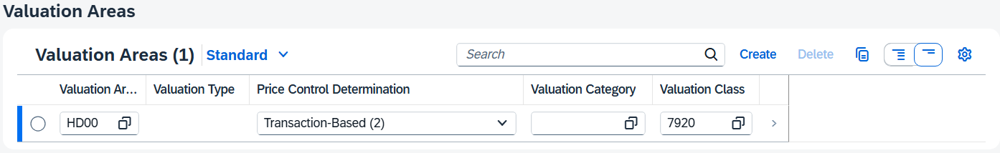 Valuation Areas
Valuation Areas (1) Standard Search Create Delete
Valuation Ar... Valuation Type Price Control Determination Valuation Category Valuation Class
HD00 Transaction-Based (2) 7920